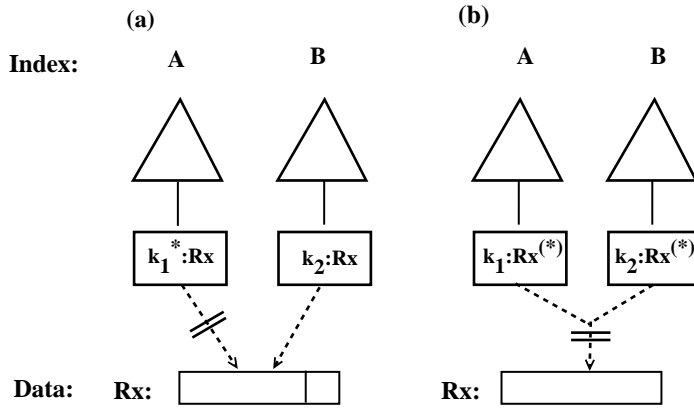 (a) (b)
Index: A B A B
k₁*:Rx k₂:Rx k₁:Rx(*) k₂:Rx(*)
Data: Rx: Rx: